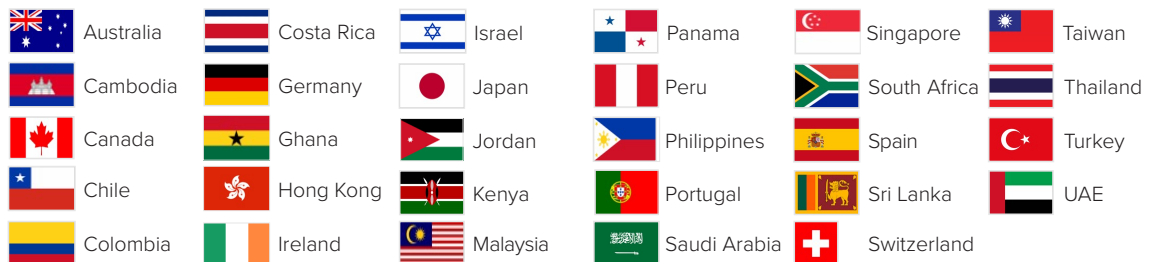 Australia
Cambodia
Canada
Chile
Colombia
Costa Rica
Germany
Ghana
Hong Kong
Ireland
Israel
Japan
Jordan
Kenya
Malaysia
Panama
Peru
Philippines
Portugal
Saudi Arabia
Singapore
South Africa
Spain
Sri Lanka
Switzerland
Taiwan
Thailand
Turkey
UAE